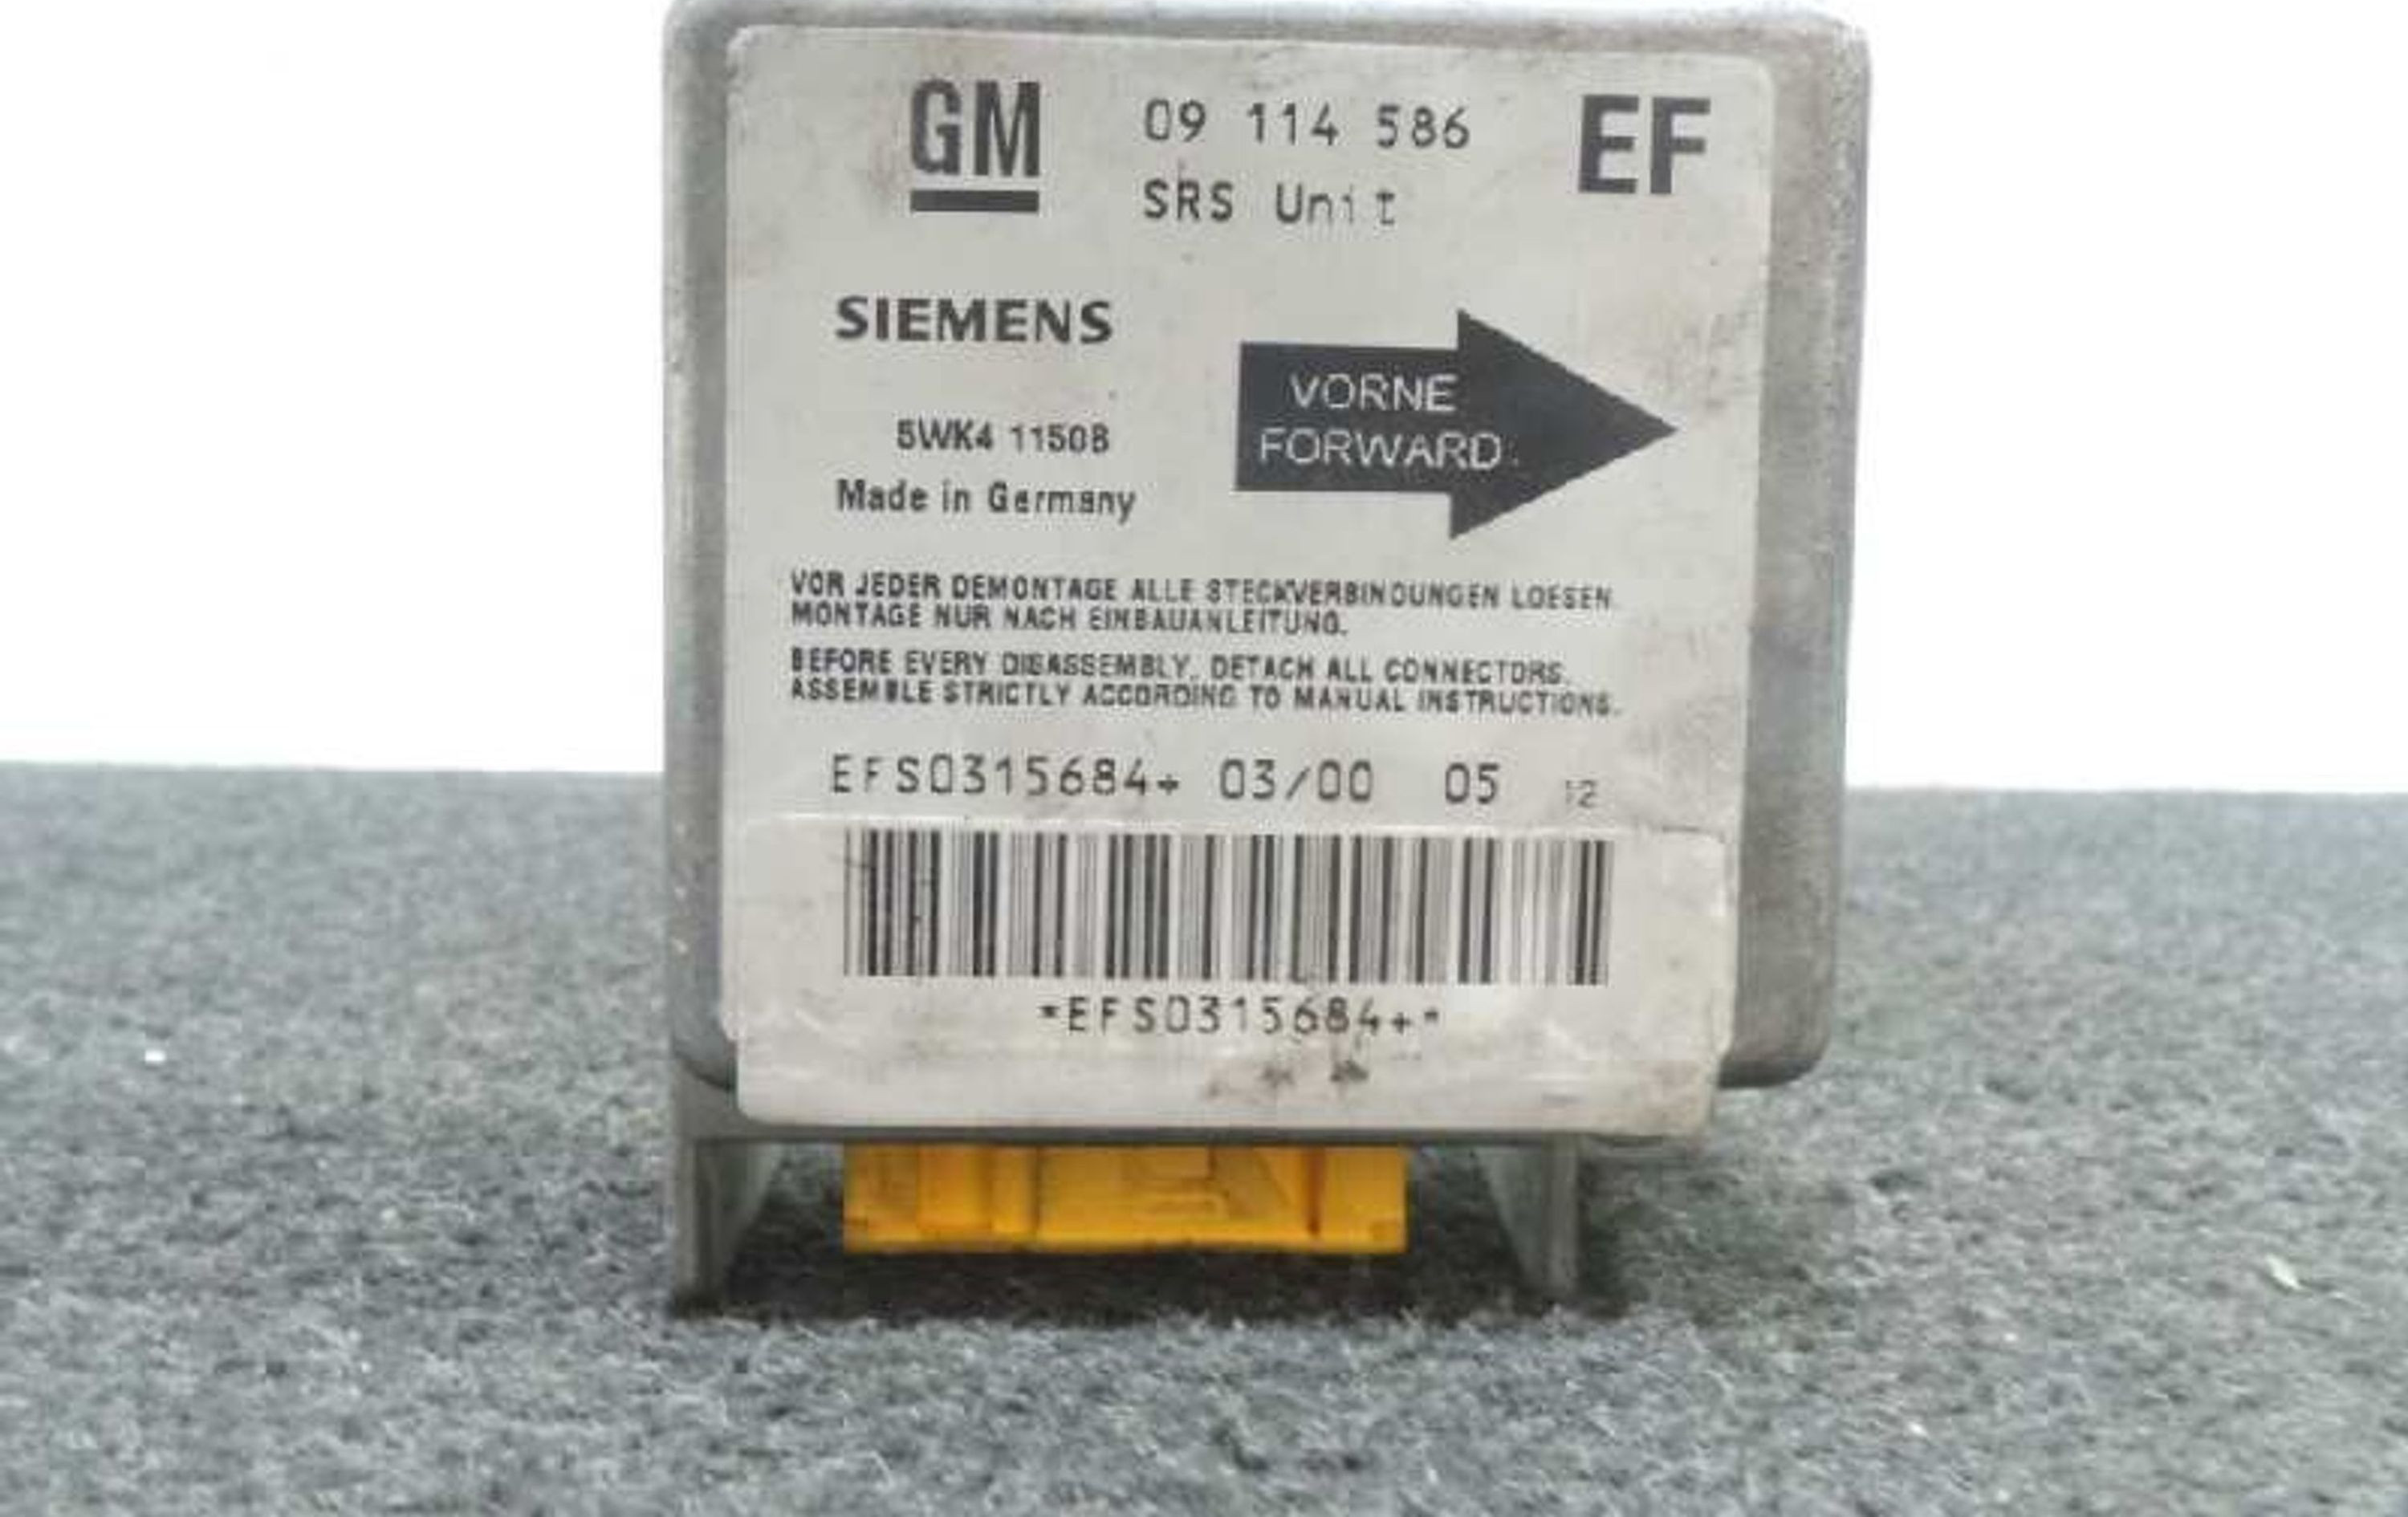 GM 09 114 586 EF
SRS Unit
SIEMENS
VORNE
FORWARD
5WK4 11508
Made in Germany
VOR JEDER DEMONTAGE ALLE STECKVERBINDUNGEN LOESEN.
MONTAGE NUR NACH EINBAUANLEITUNG.
BEFORE EVERY DISASSEMBLY, DETACH ALL CONNECTORS.
ASSEMBLE STRICTLY ACCORDING TO MANUAL INSTRUCTIONS.
EFS0315684+ 03/00 05 12
*EFS0315684+*